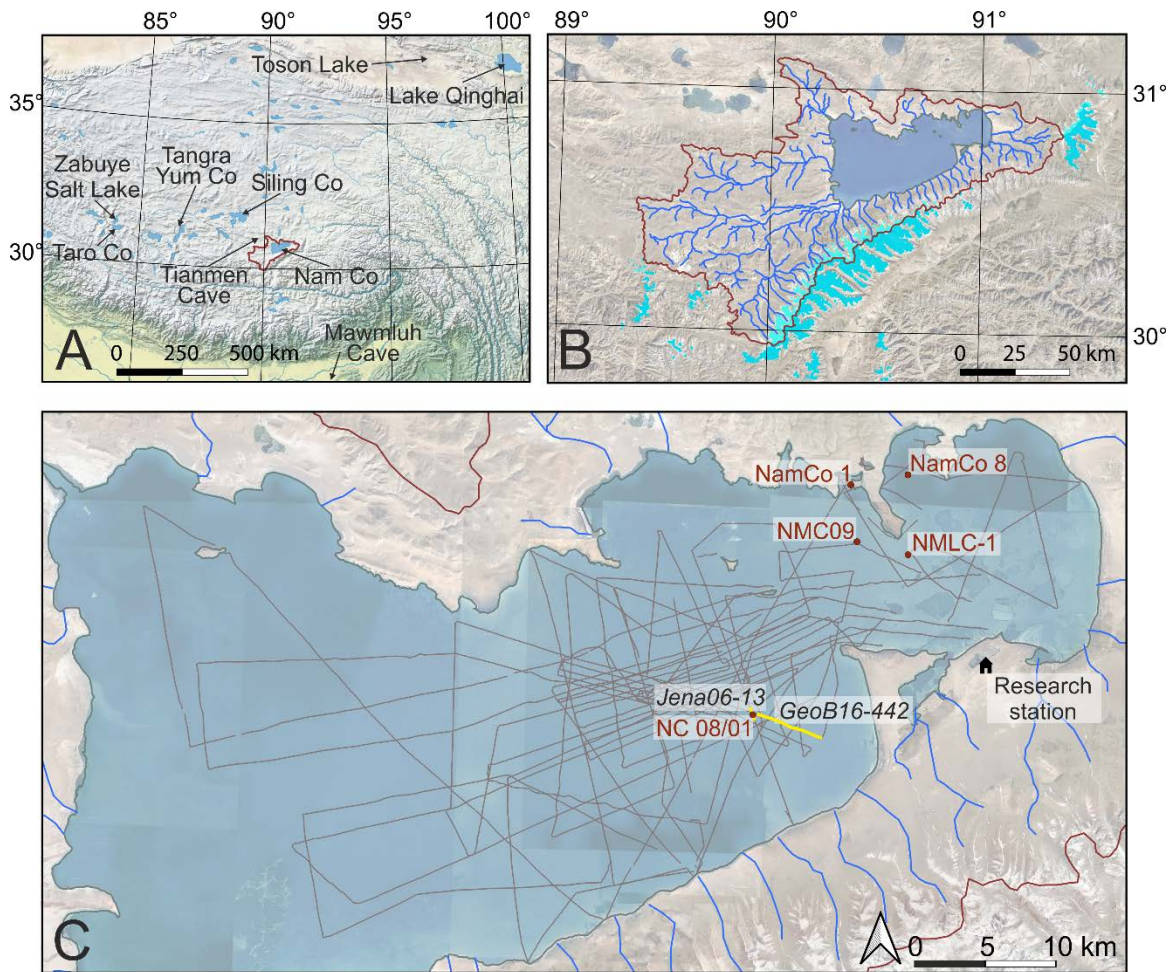 85°
90°
95°
100°
35°
30°
Toson Lake
Lake Qinghai
Zabuye
Salt Lake
Tangra
Yum Co
Siling Co
Taro Co
Tianmen
Cave
Nam Co
Mawmluh
Cave
A
0 250 500 km
89°
90°
91°
31°
30°
B
0 25 50 km
NamCo 1
NamCo 8
NMC09
NMLC-1
Jena06-13
GeoB16-442
NC 08/01
Research
station
C
0 5 10 km